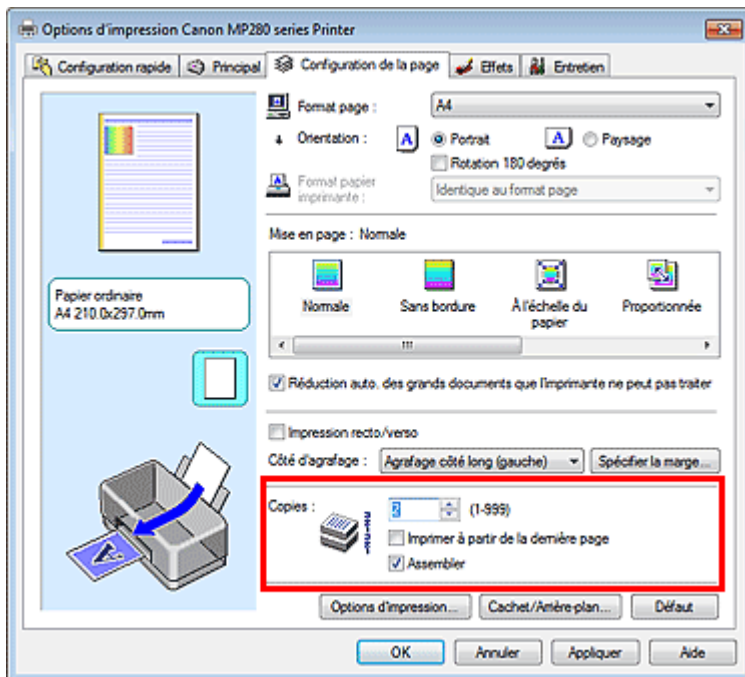 Options d'impression Canon MP280 series Printer
Configuration rapide Principal Configuration de la page Effets Entretien
Format page : A4
Orientation : A Portrait A Paysage
Rotation 180 degrés
Format papier imprimante : Identique au format page
Mise en page : Normale
Normale Sans bordure À l'échelle du papier Proportionnée
Papier ordinaire
A4 210.0x297.0mm
Réduction auto. des grands documents que l'imprimante ne peut pas traiter
Impression recto/verso
Côté d'agrafage : Agrafage côté long (gauche) Spécifier la marge...
Copies : 2 (1-999)
Imprimer à partir de la dernière page
Assembler
Options d'impression... Cachet/Arrière-plan... Défaut
OK Annuler Appliquer Aide